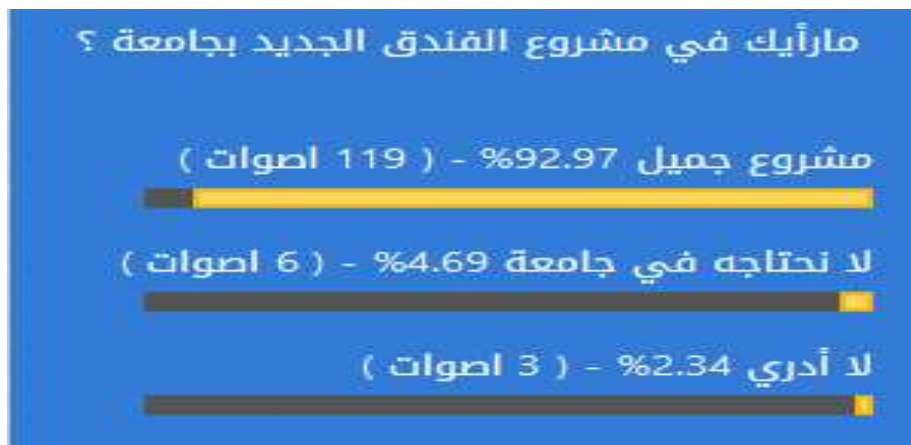 مارأيك في مشروع الفندق الجديد بجامعة ؟
مشروع جميل 92.97% - ( 119 اصوات )
لا نحتاجه في جامعة 4.69% - ( 6 اصوات )
لا أدري 2.34% - ( 3 اصوات )